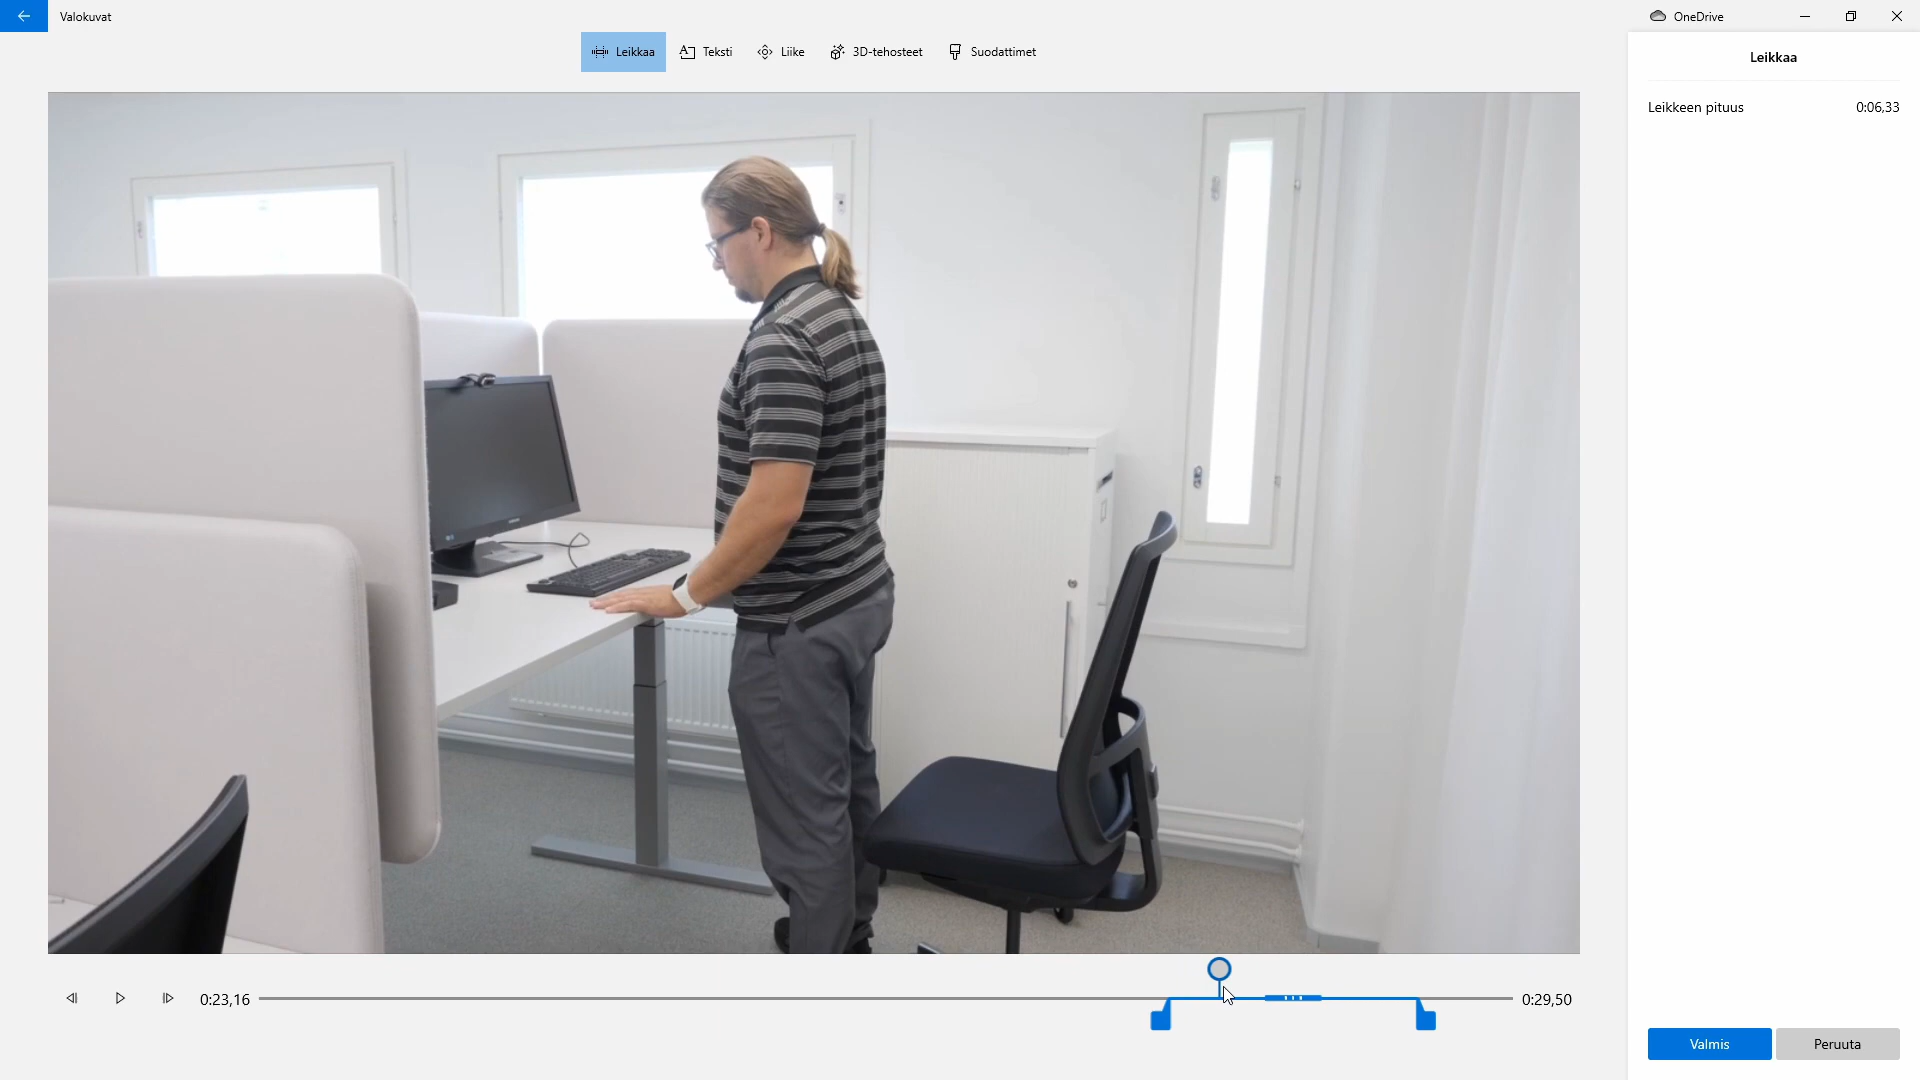 Valokuvat
OneDrive
Leikkaa
Teksti
Liike
3D-tehosteet
Suodattimet
Leikkaa
Leikkeen pituus
0:06,33
0:23,16
0:29,50
Valmis
Peruuta